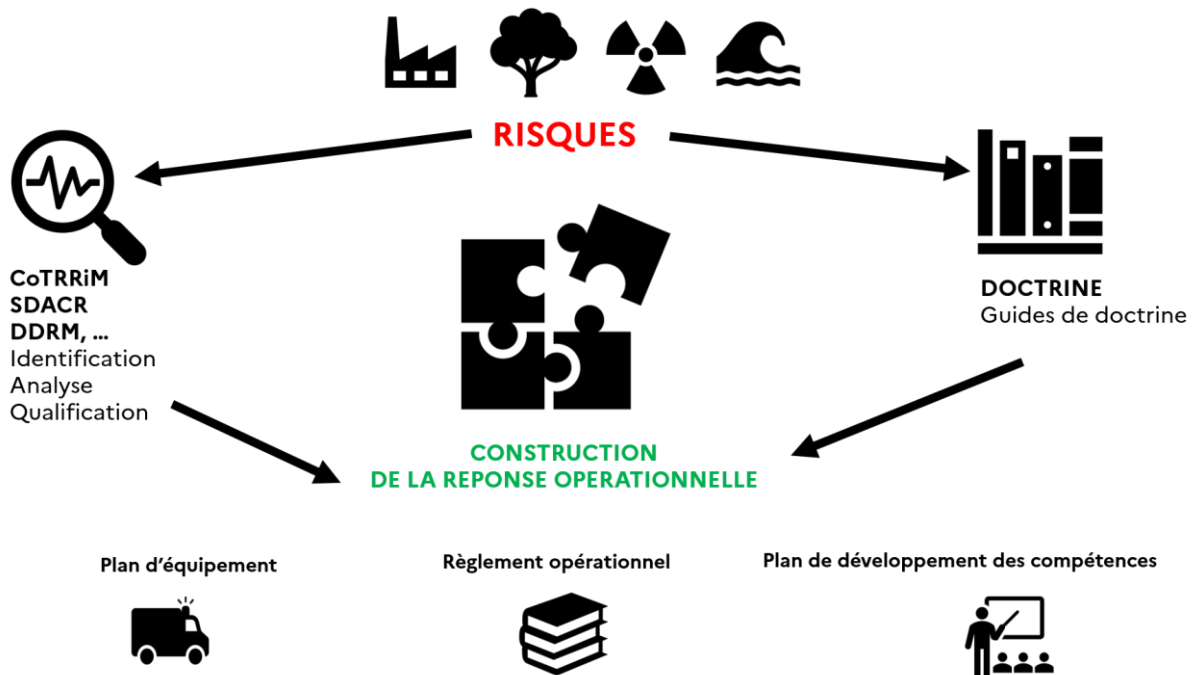 RISQUES
CoTRRiM
SDACR
DDRM, ...
Identification
Analyse
Qualification
DOCTRINE
Guides de doctrine
CONSTRUCTION
DE LA REPONSE OPERATIONNELLE
Plan d'équipement
Règlement opérationnel
Plan de développement des compétences